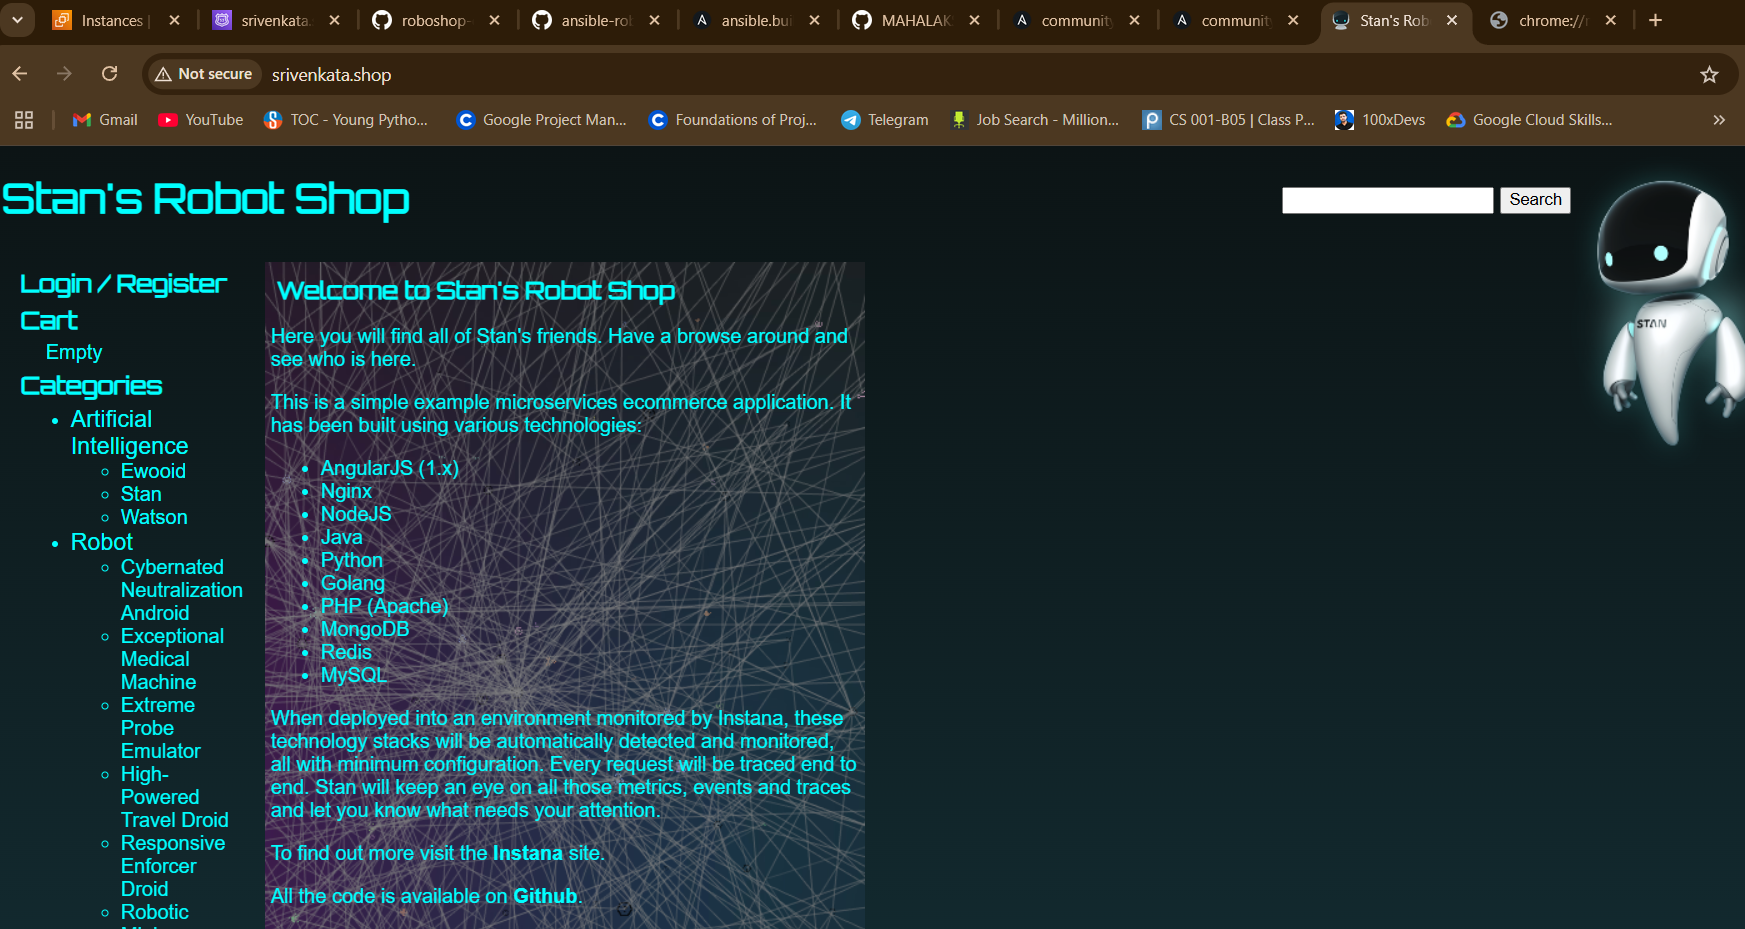 Instances |
srivenkata.
roboshop-
ansible-rob
ansible.bui
MAHALAK
community
community
Stan's Rob
chrome://
Not secure
srivenkata.shop
Gmail
YouTube
TOC - Young Pytho...
Google Project Man...
Foundations of Proj...
Telegram
Job Search - Million...
CS 001-B05 | Class P...
100xDevs
Google Cloud Skills...
Stan's Robot Shop
Search
STAN
Login / Register
Cart
Empty
Categories
Artificial
Intelligence
Ewooid
Stan
Watson
Robot
Cybernated
Neutralization
Android
Exceptional
Medical
Machine
Extreme
Probe
Emulator
High-
Powered
Travel Droid
Responsive
Enforcer
Droid
Robotic
Welcome to Stan's Robot Shop
Here you will find all of Stan's friends. Have a browse around and
see who is here.
This is a simple example microservices ecommerce application. It
has been built using various technologies:
AngularJS (1.x)
Nginx
NodeJS
Java
Python
Golang
PHP (Apache)
MongoDB
Redis
MySQL
When deployed into an environment monitored by Instana, these
technology stacks will be automatically detected and monitored,
all with minimum configuration. Every request will be traced end to
end. Stan will keep an eye on all those metrics, events and traces
and let you know what needs your attention.
To find out more visit the Instana site.
All the code is available on Github.